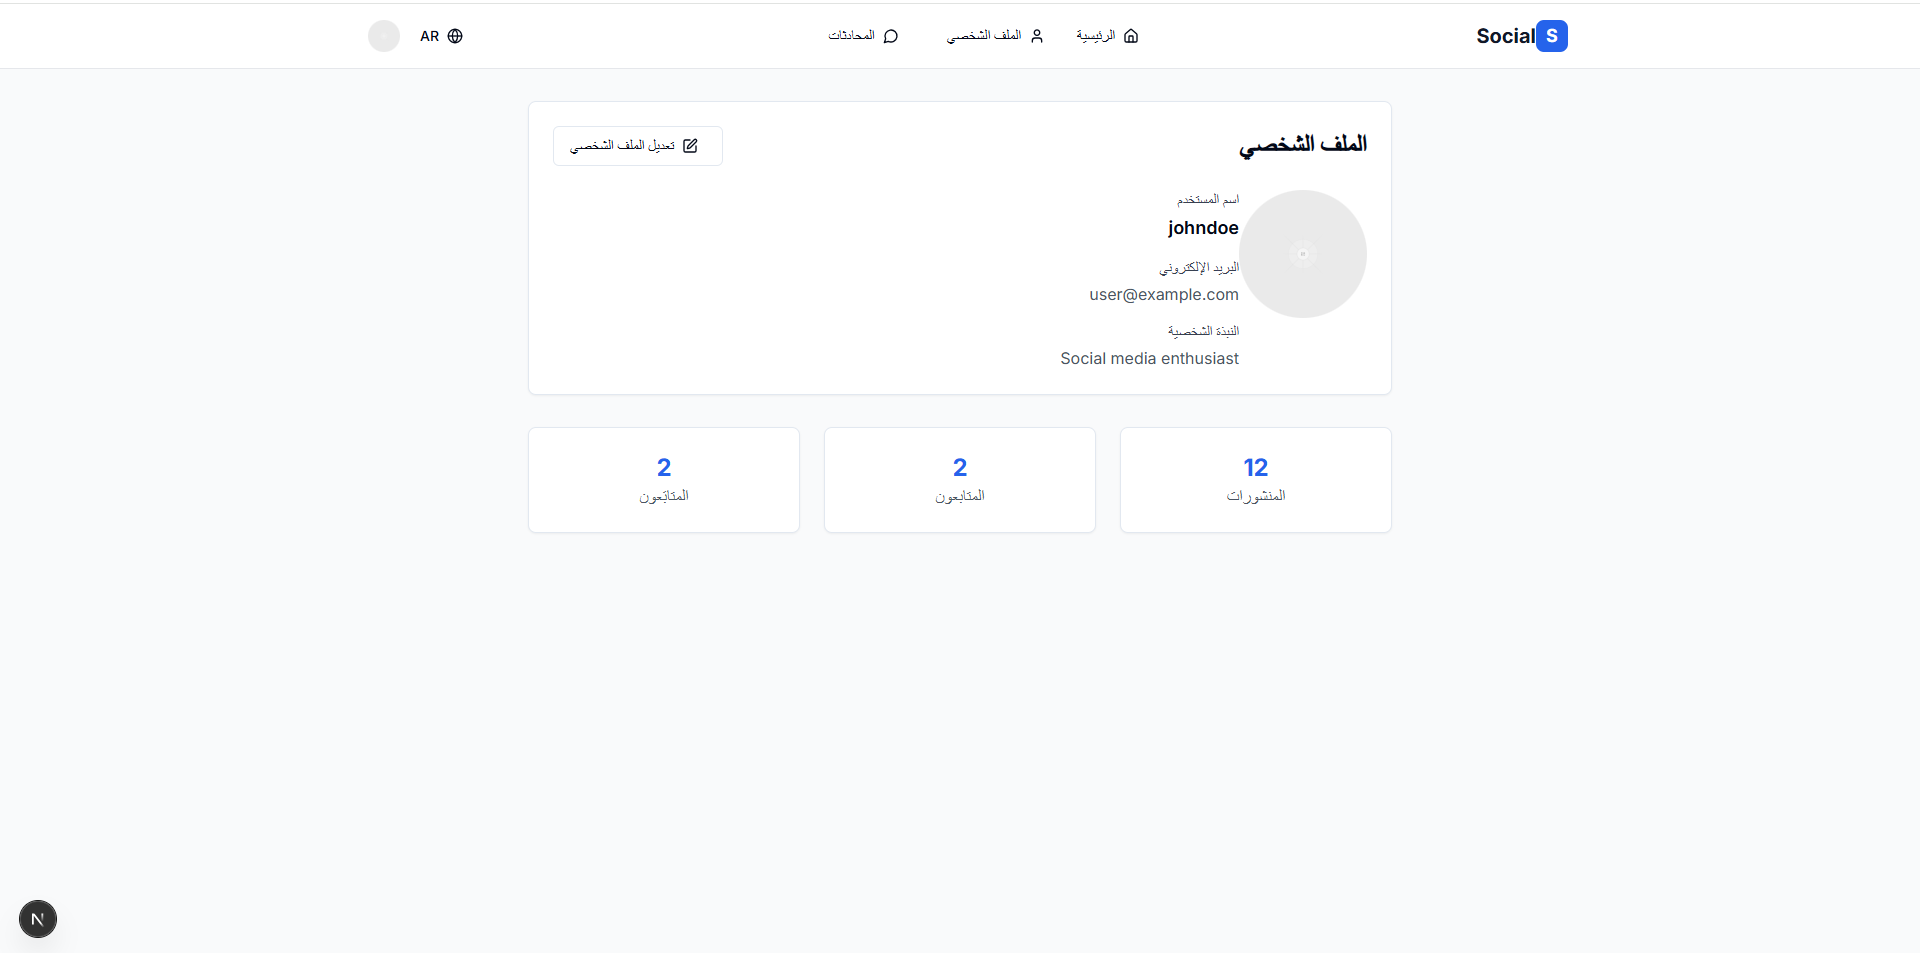 S Social
الرئيسية
الملف الشخصي
المحادثات
AR
الملف الشخصي
تعديل الملف الشخصي
اسم المستخدم
johndoe
البريد الإلكتروني
user@example.com
النبذة الشخصية
Social media enthusiast
12
المنشورات
2
المتابعون
2
المتابَعون
N